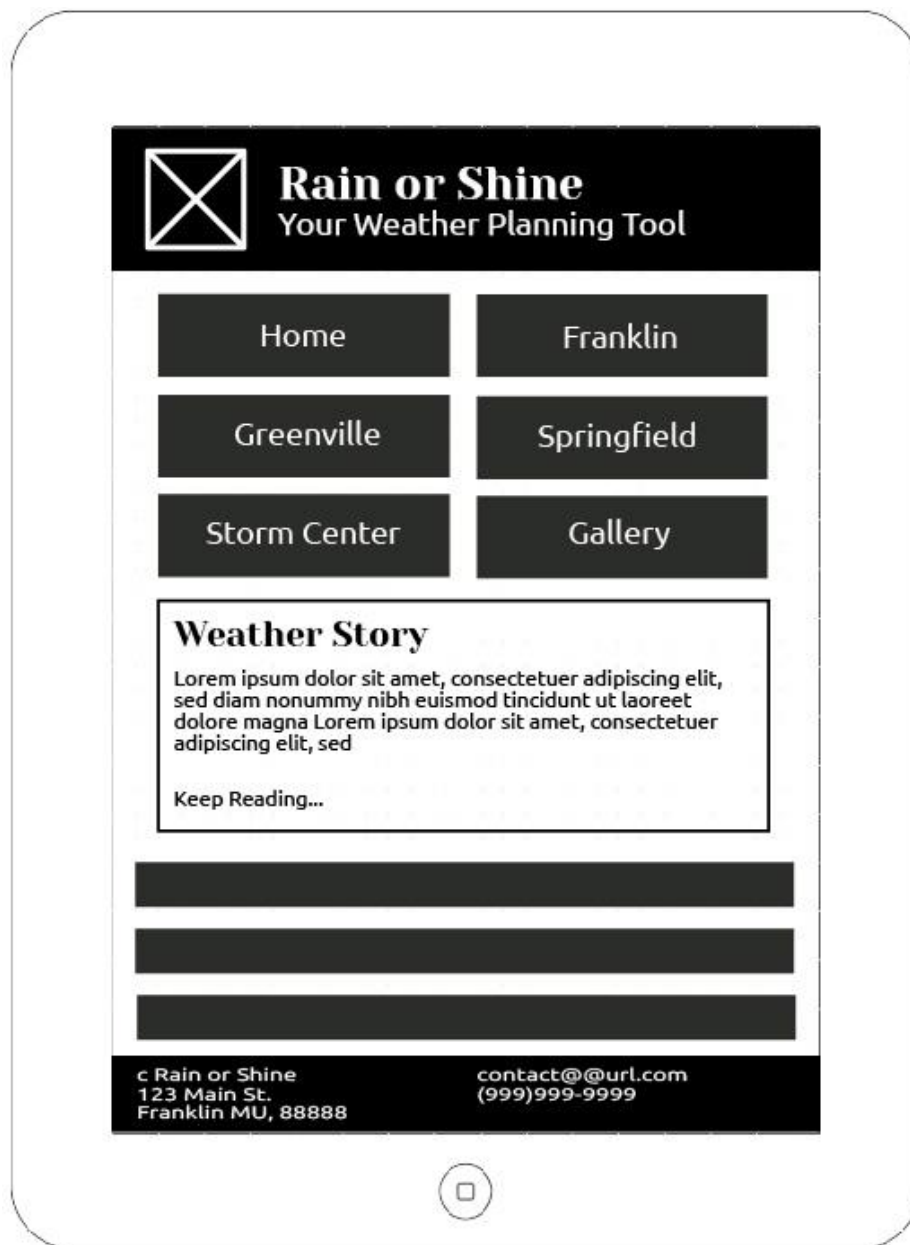 Rain or Shine
Your Weather Planning Tool
Home
Franklin
Greenville
Springfield
Storm Center
Gallery
Weather Story
Lorem ipsum dolor sit amet, consectetuer adipiscing elit,
sed diam nonummy nibh euismod tincidunt ut laoreet
dolore magna Lorem ipsum dolor sit amet, consectetuer
adipiscing elit, sed
Keep Reading...
c Rain or Shine
123 Main St.
Franklin MU, 88888
contact@@url.com
(999)999-9999